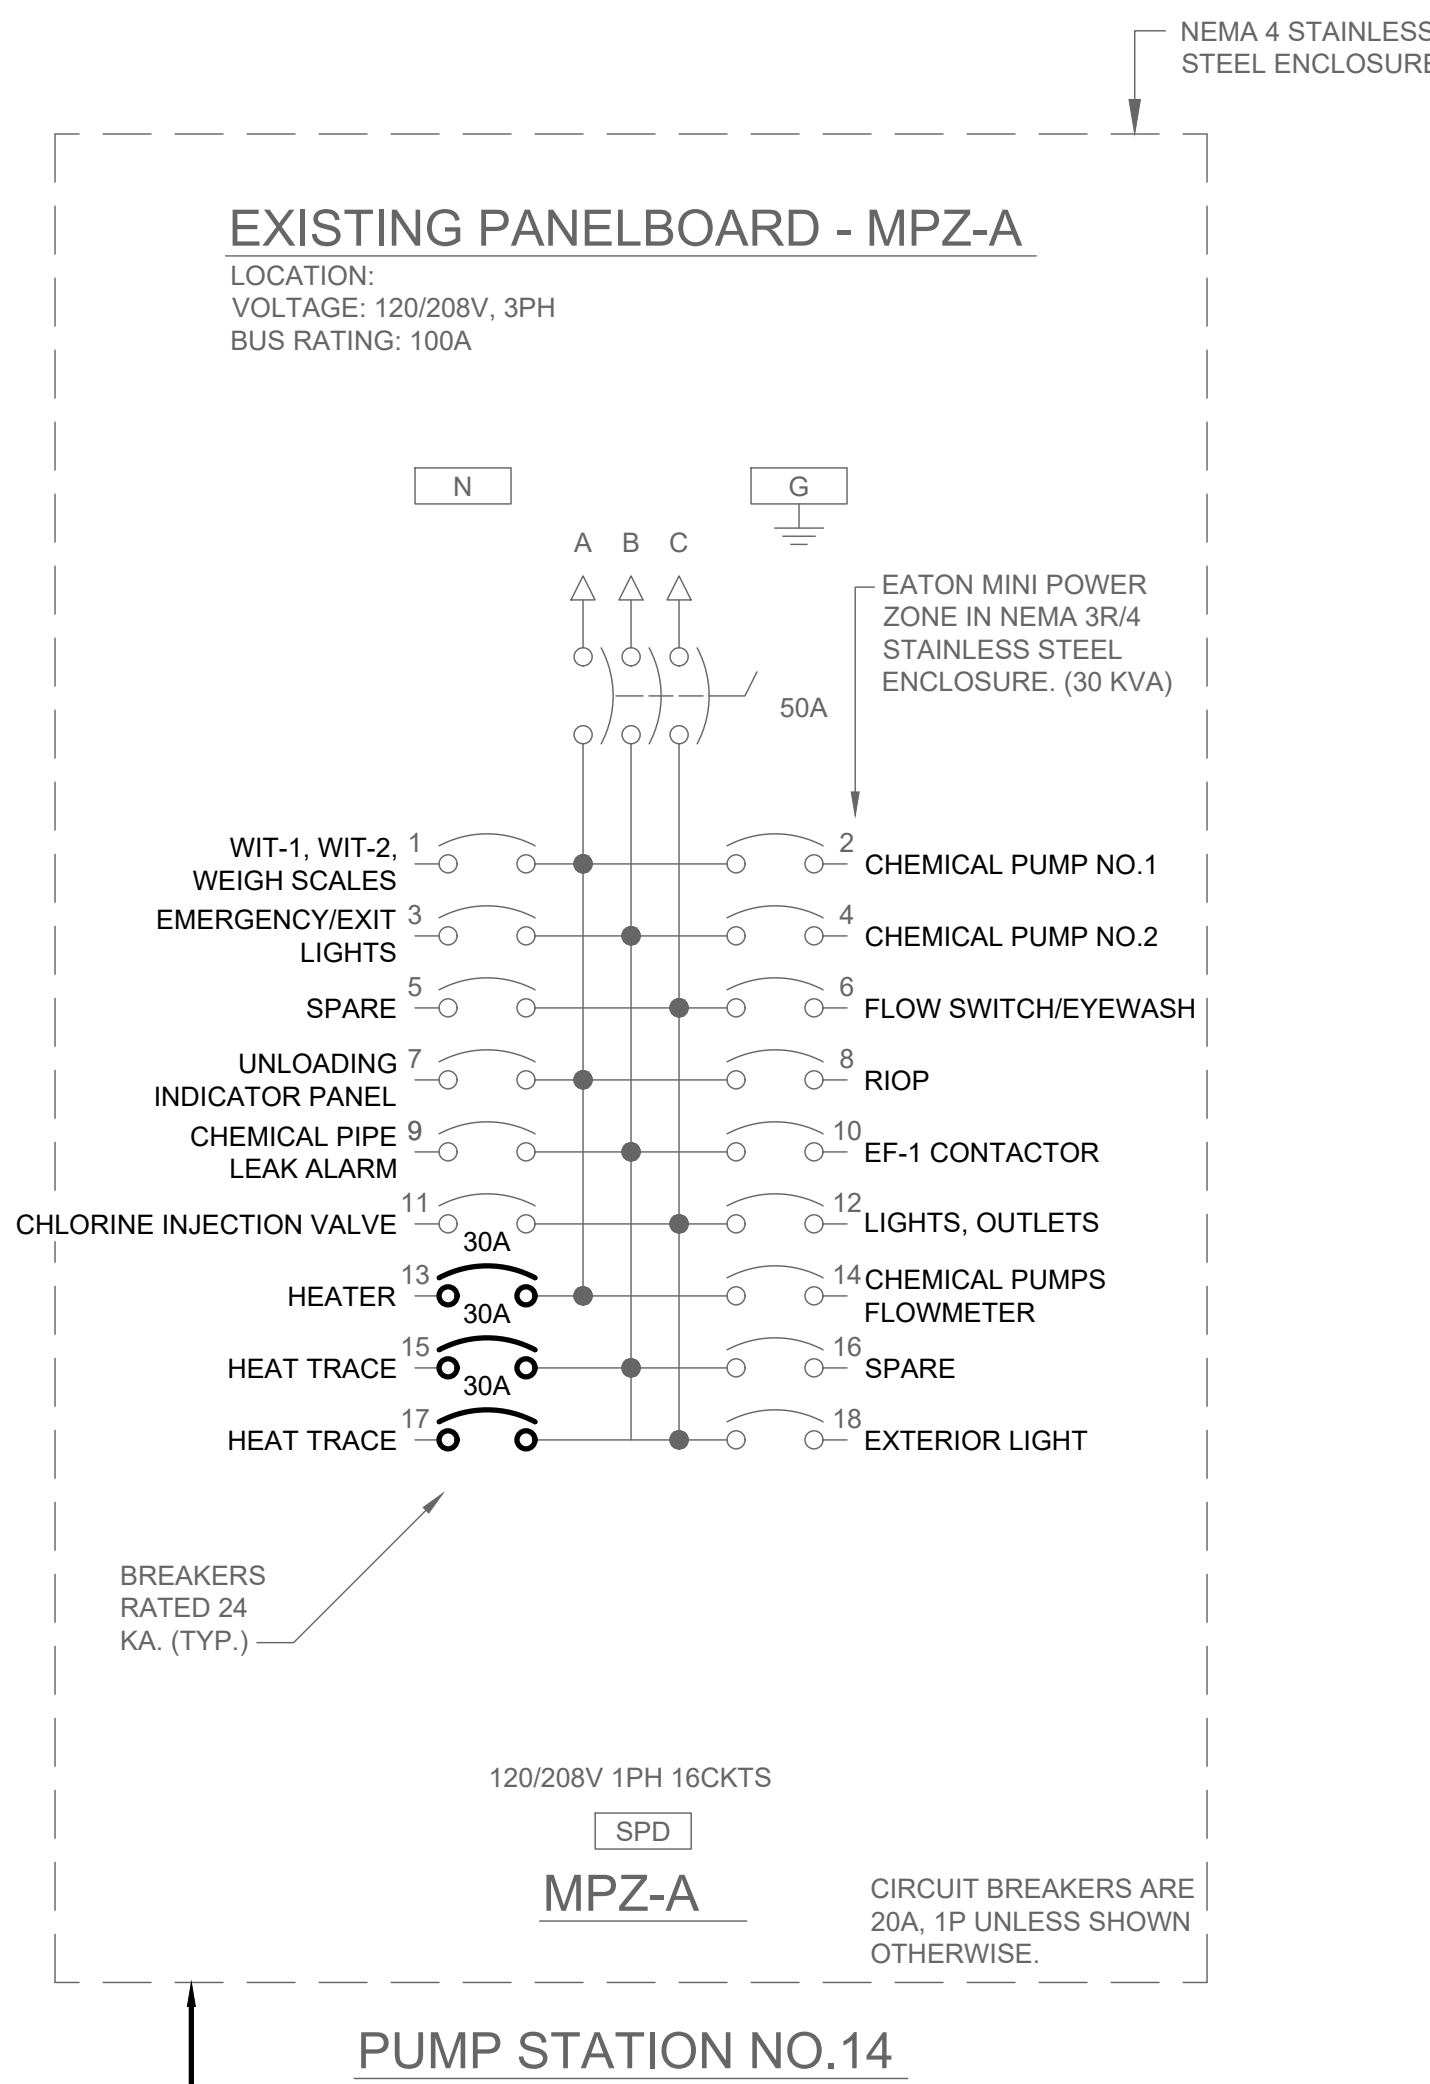 NEMA 4 STAINLESS
STEEL ENCLOSURE
EXISTING PANELBOARD - MPZ-A
LOCATION:
VOLTAGE: 120/208V, 3PH
BUS RATING: 100A
N
G
A B C
EATON MINI POWER
ZONE IN NEMA 3R/4
STAINLESS STEEL
ENCLOSURE. (30 KVA)
50A
WIT-1, WIT-2,
WEIGH SCALES
1
2
CHEMICAL PUMP NO.1
EMERGENCY/EXIT
LIGHTS
3
4
CHEMICAL PUMP NO.2
SPARE
5
6
FLOW SWITCH/EYEWASH
UNLOADING
INDICATOR PANEL
7
8
RIOP
CHEMICAL PIPE
LEAK ALARM
9
10
EF-1 CONTACTOR
CHLORINE INJECTION VALVE
11
12
LIGHTS, OUTLETS
30A
HEATER
13
14
CHEMICAL PUMPS
FLOWMETER
30A
HEAT TRACE
15
16
SPARE
30A
HEAT TRACE
17
18
EXTERIOR LIGHT
BREAKERS
RATED 24
KA. (TYP.)
120/208V 1PH 16CKTS
SPD
MPZ-A
CIRCUIT BREAKERS ARE
20A, 1P UNLESS SHOWN
OTHERWISE.
PUMP STATION NO.14